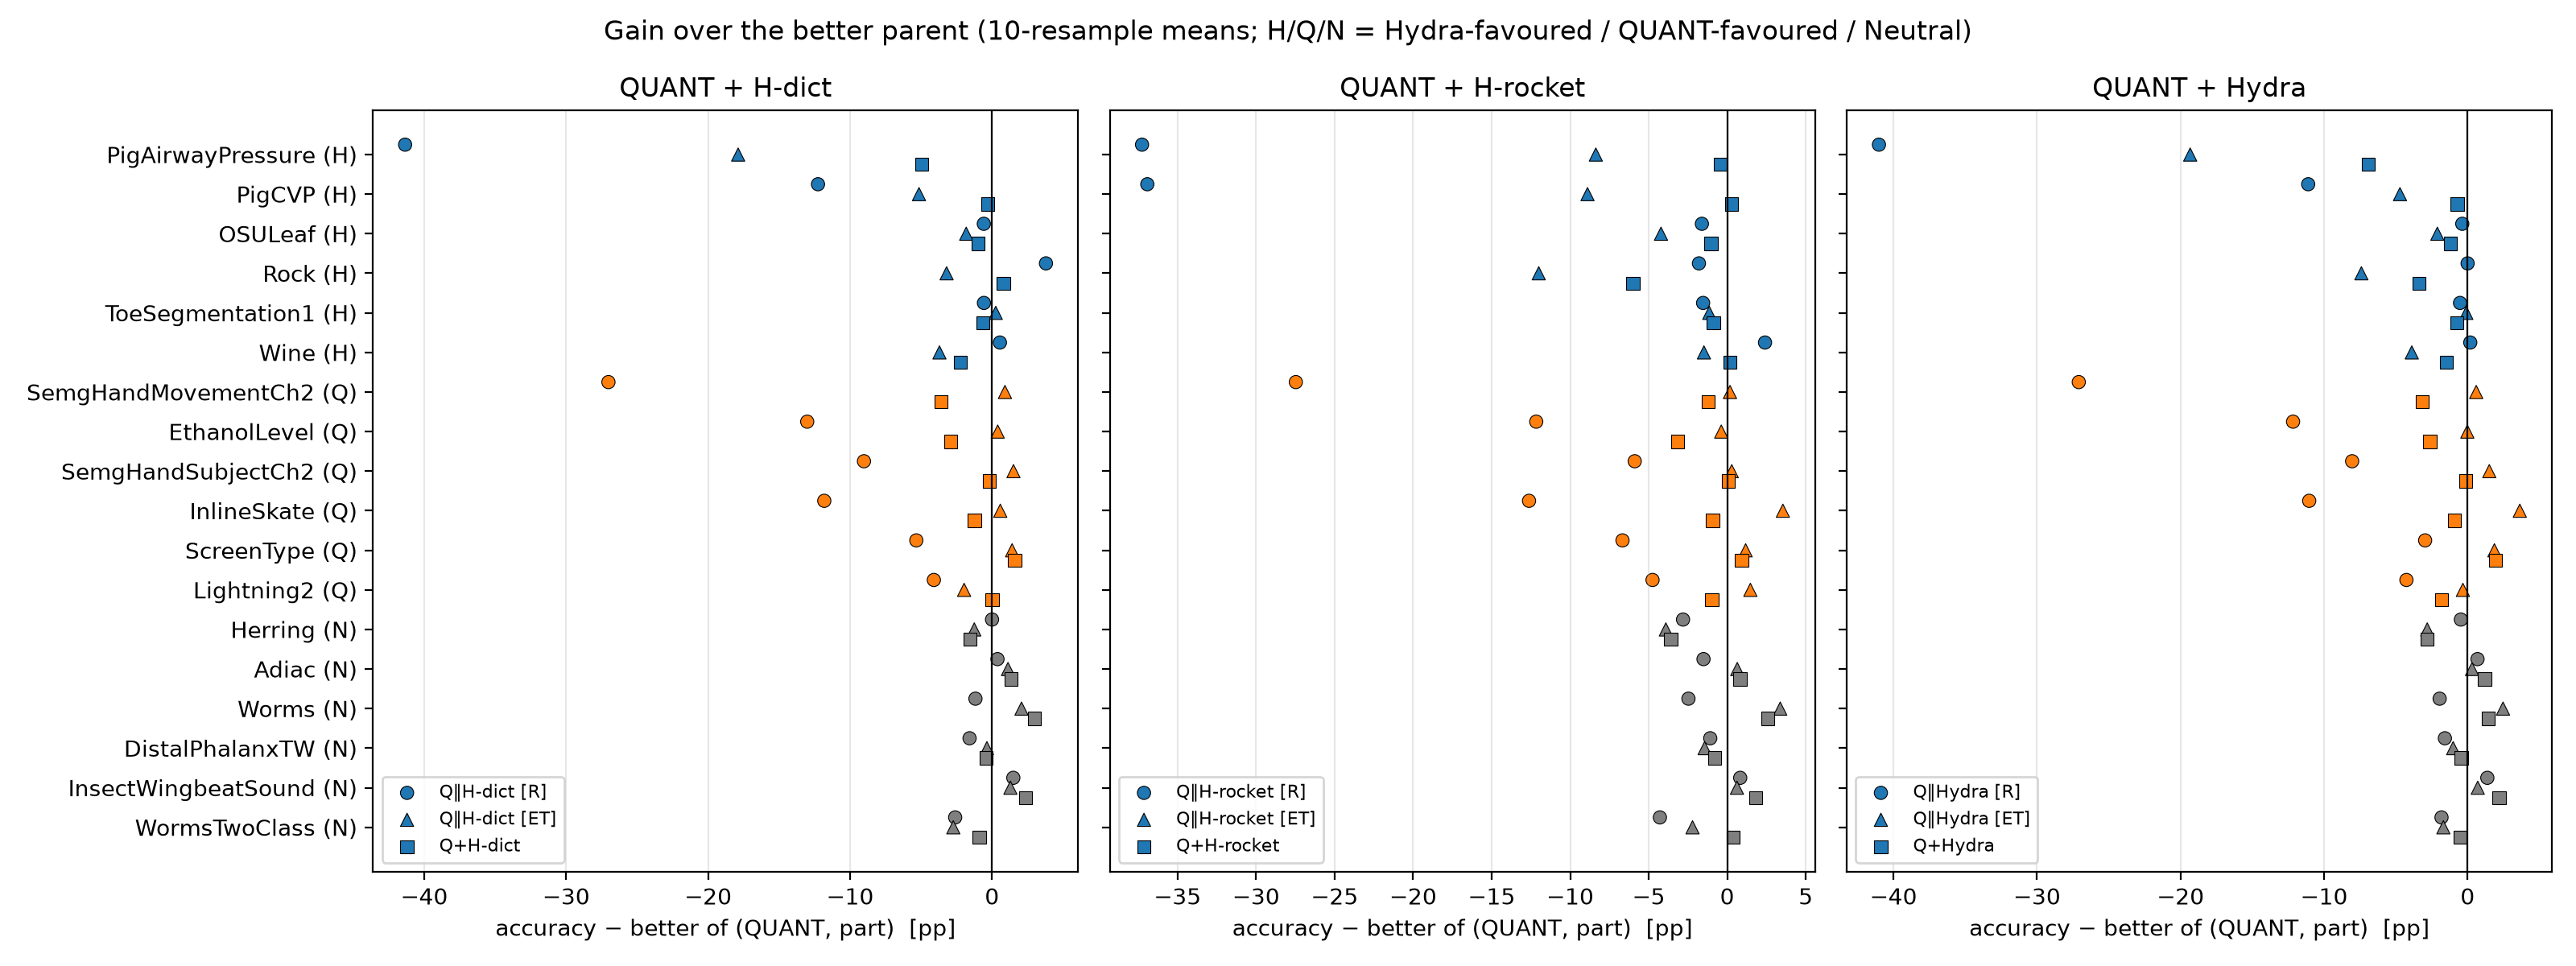 Gain over the better parent (10-resample means; H/Q/N = Hydra-favoured / QUANT-favoured / Neutral)
QUANT + H-dict
QUANT + H-rocket
QUANT + Hydra
PigAirwayPressure (H)
PigCVP (H)
OSULeaf (H)
Rock (H)
ToeSegmentation1 (H)
Wine (H)
SemgHandMovementCh2 (Q)
EthanolLevel (Q)
SemgHandSubjectCh2 (Q)
InlineSkate (Q)
ScreenType (Q)
Lightning2 (Q)
Herring (N)
Adiac (N)
Worms (N)
DistalPhalanxTW (N)
InsectWingbeatSound (N)
WormsTwoClass (N)
Q∥H-dict [R]
Q∥H-dict [ET]
Q+H-dict
−40 −30 −20 −10 0
accuracy − better of (QUANT, part) [pp]
Q∥H-rocket [R]
Q∥H-rocket [ET]
Q+H-rocket
−35 −30 −25 −20 −15 −10 −5 0 5
accuracy − better of (QUANT, part) [pp]
Q∥Hydra [R]
Q∥Hydra [ET]
Q+Hydra
−40 −30 −20 −10 0
accuracy − better of (QUANT, part) [pp]